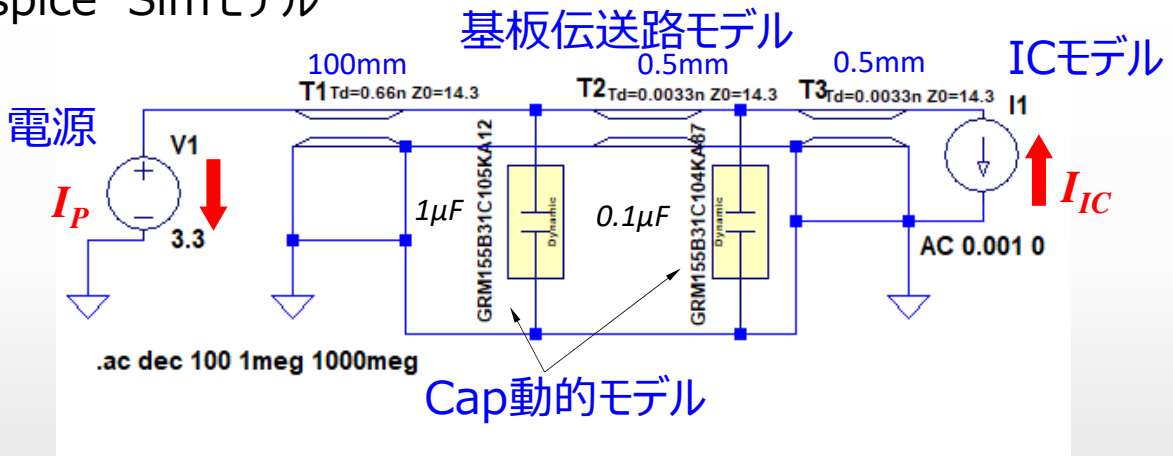 spice Simモデル
基板伝送路モデル
ICモデル
100mm
0.5mm
0.5mm
T1 Td=0.66n Z0=14.3
T2 Td=0.0033n Z0=14.3
T3 Td=0.0033n Z0=14.3
I1
電源
V1
I_P
3.3
GRM155B31C105KA12
1μF
Dynamic
0.1μF
GRM155B31C104KA87
Dynamic
I_IC
AC 0.001 0
.ac dec 100 1meg 1000meg
Cap動的モデル